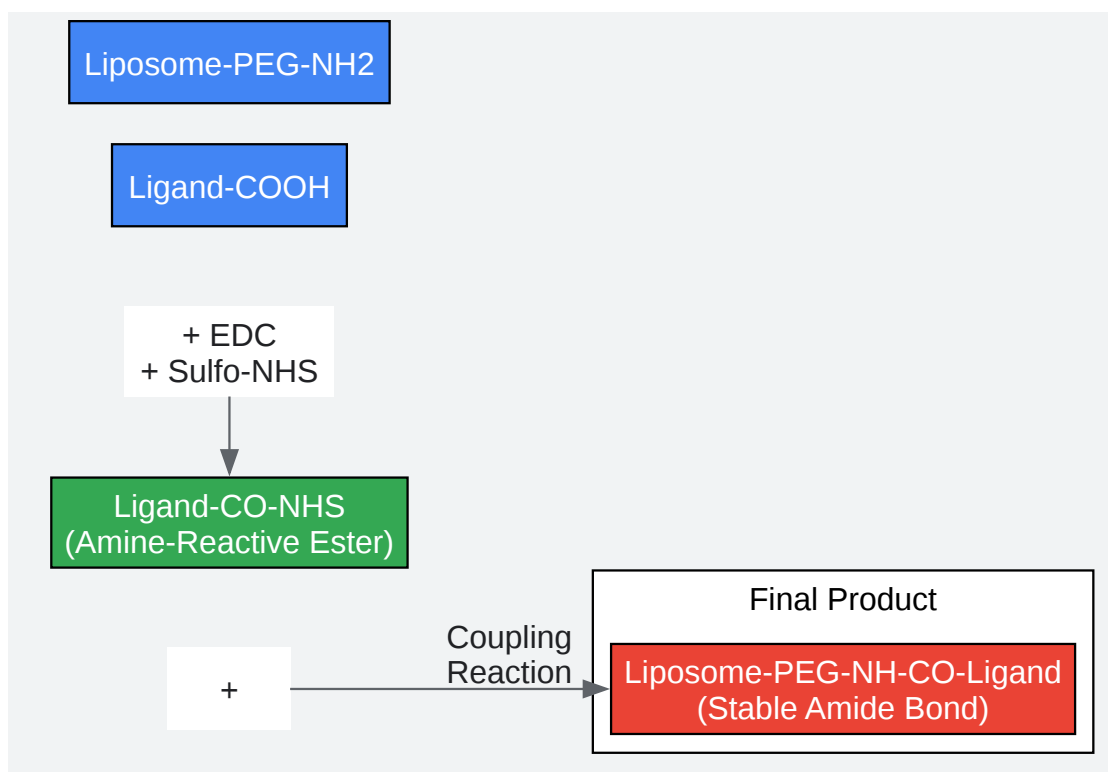 Liposome-PEG-NH2
Ligand-COOH
+ EDC
+ Sulfo-NHS
Ligand-CO-NHS
(Amine-Reactive Ester)
Final Product
Coupling
Reaction
+
Liposome-PEG-NH-CO-Ligand
(Stable Amide Bond)